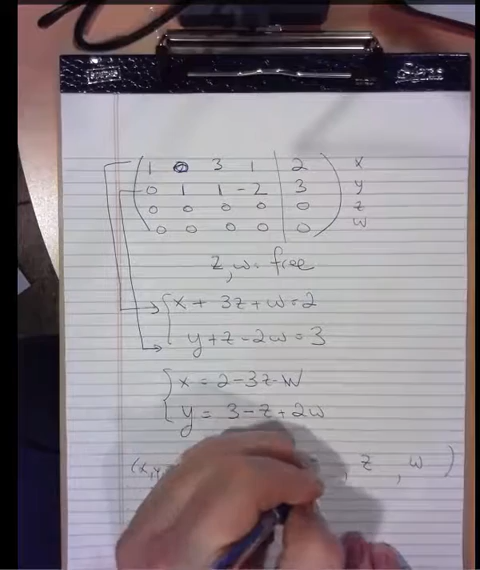 1 0 3 1 | 2 x
0 1 1 -2 | 3 y
0 0 0 0 | 0 z
0 0 0 0 | 0 w
z, w = free
x + 3z + w = 2
y + z - 2w = 3
x = 2 - 3z - w
y = 3 - z + 2w
(x, y , z , w )